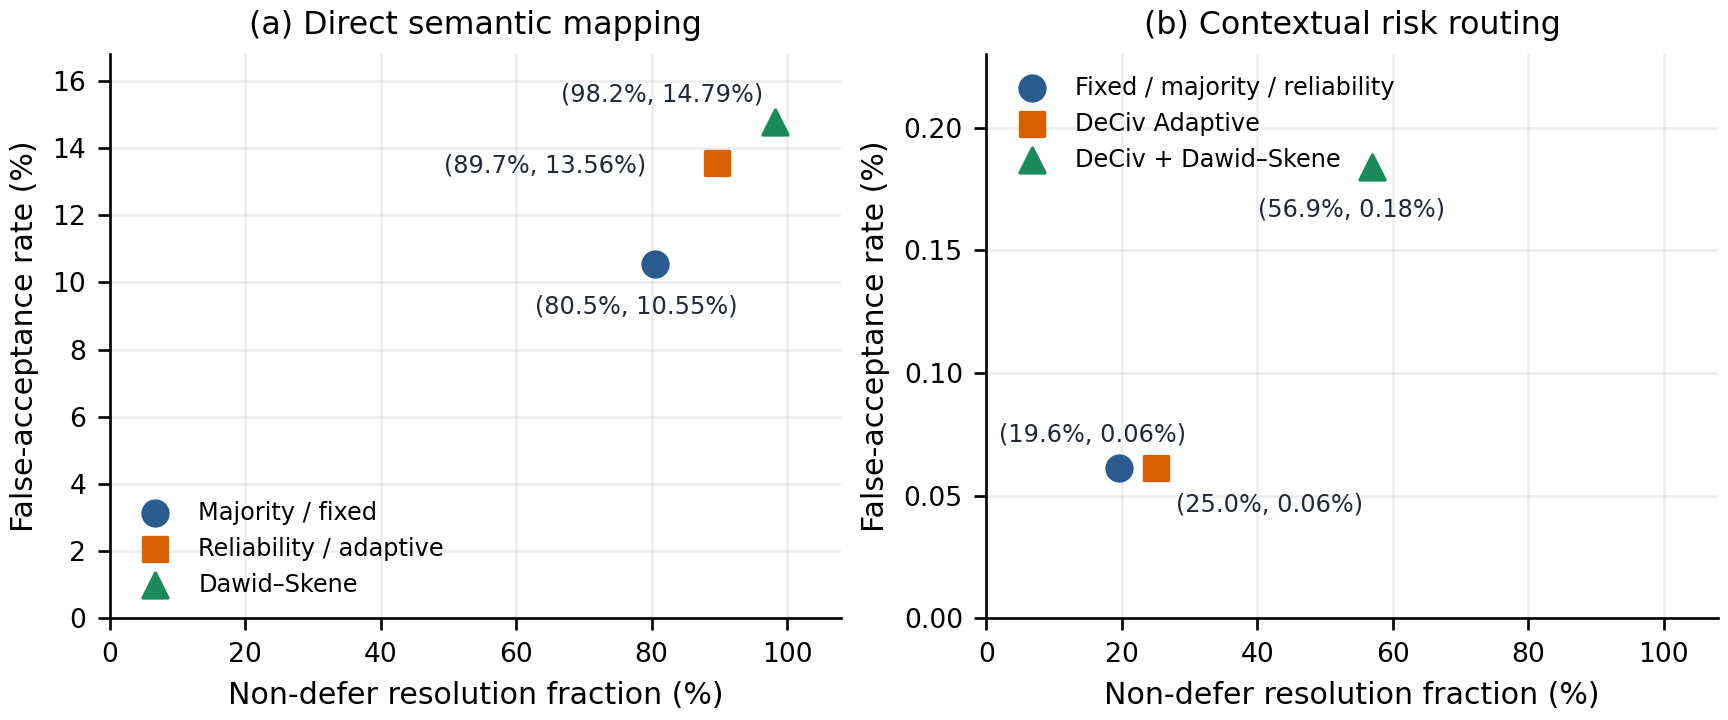 (a) Direct semantic mapping
False-acceptance rate (%)
16
14
12
10
8
6
4
2
0
(98.2%, 14.79%)
(89.7%, 13.56%)
(80.5%, 10.55%)
Majority / fixed
Reliability / adaptive
Dawid–Skene
0 20 40 60 80 100
Non-defer resolution fraction (%)
(b) Contextual risk routing
False-acceptance rate (%)
0.20
0.15
0.10
0.05
0.00
Fixed / majority / reliability
DeCiv Adaptive
DeCiv + Dawid–Skene
(56.9%, 0.18%)
(19.6%, 0.06%)
(25.0%, 0.06%)
0 20 40 60 80 100
Non-defer resolution fraction (%)